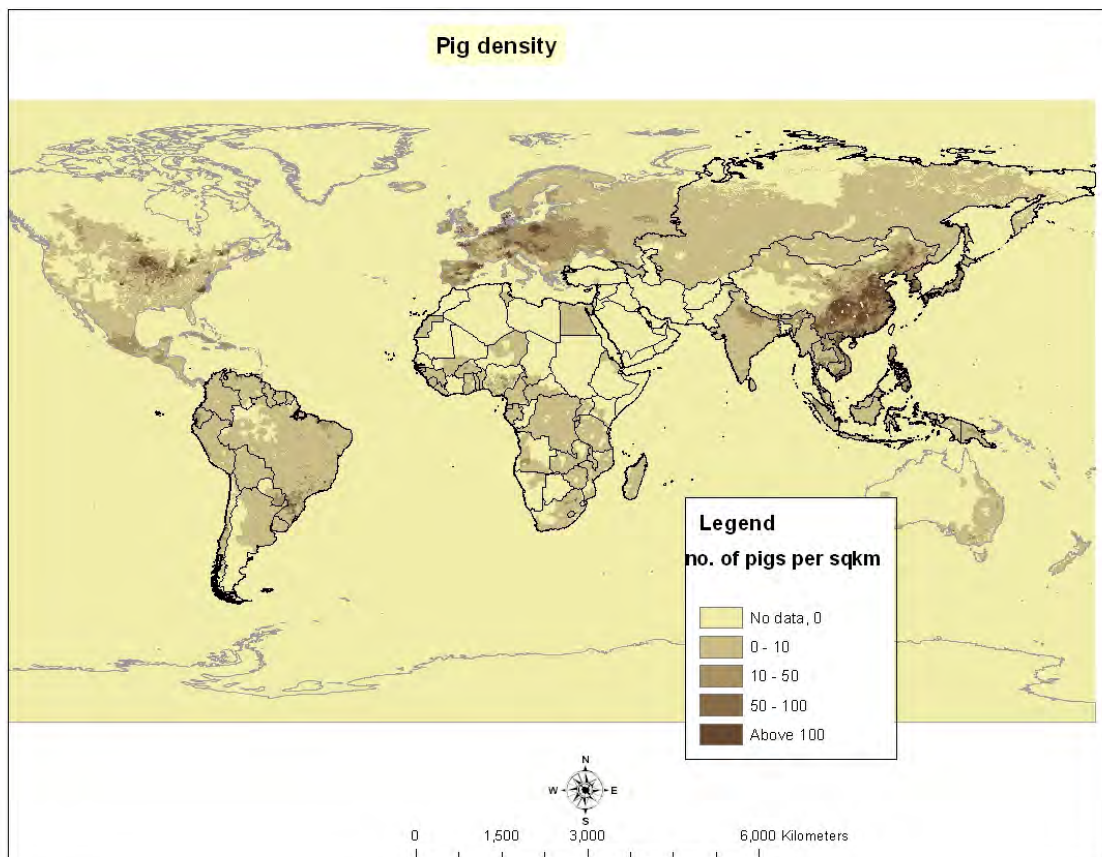 Pig density
Legend
no. of pigs per sqkm
No data, 0
0 - 10
10 - 50
50 - 100
Above 100
N
W E
S
0 1,500 3,000 6,000 Kilometers